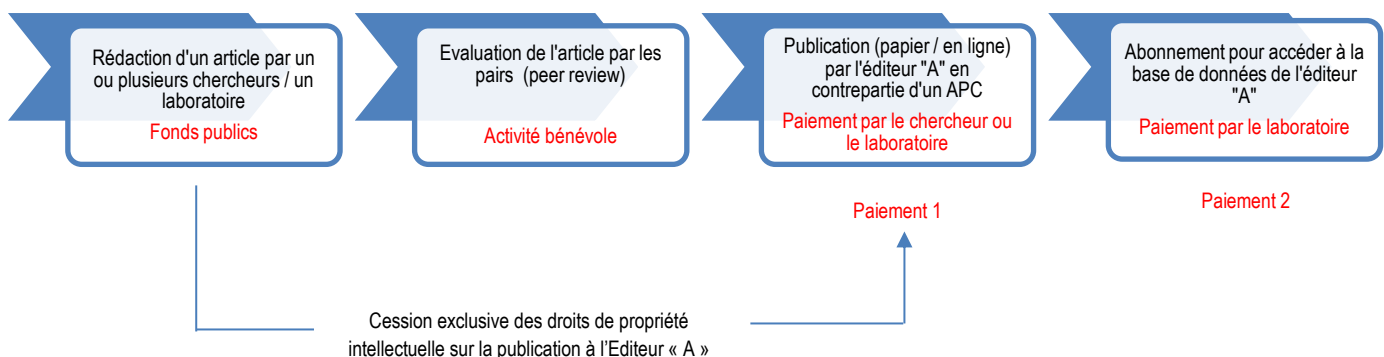 Rédaction d'un article par un
ou plusieurs chercheurs / un
laboratoire
Fonds publics
Evaluation de l'article par les
pairs (peer review)
Activité bénévole
Publication (papier / en ligne)
par l'éditeur "A" en
contrepartie d'un APC
Paiement par le chercheur ou
le laboratoire
Abonnement pour accéder à la
base de données de l'éditeur
"A"
Paiement par le laboratoire
Paiement 1
Paiement 2
Cession exclusive des droits de propriété
intellectuelle sur la publication à l'Editeur « A »